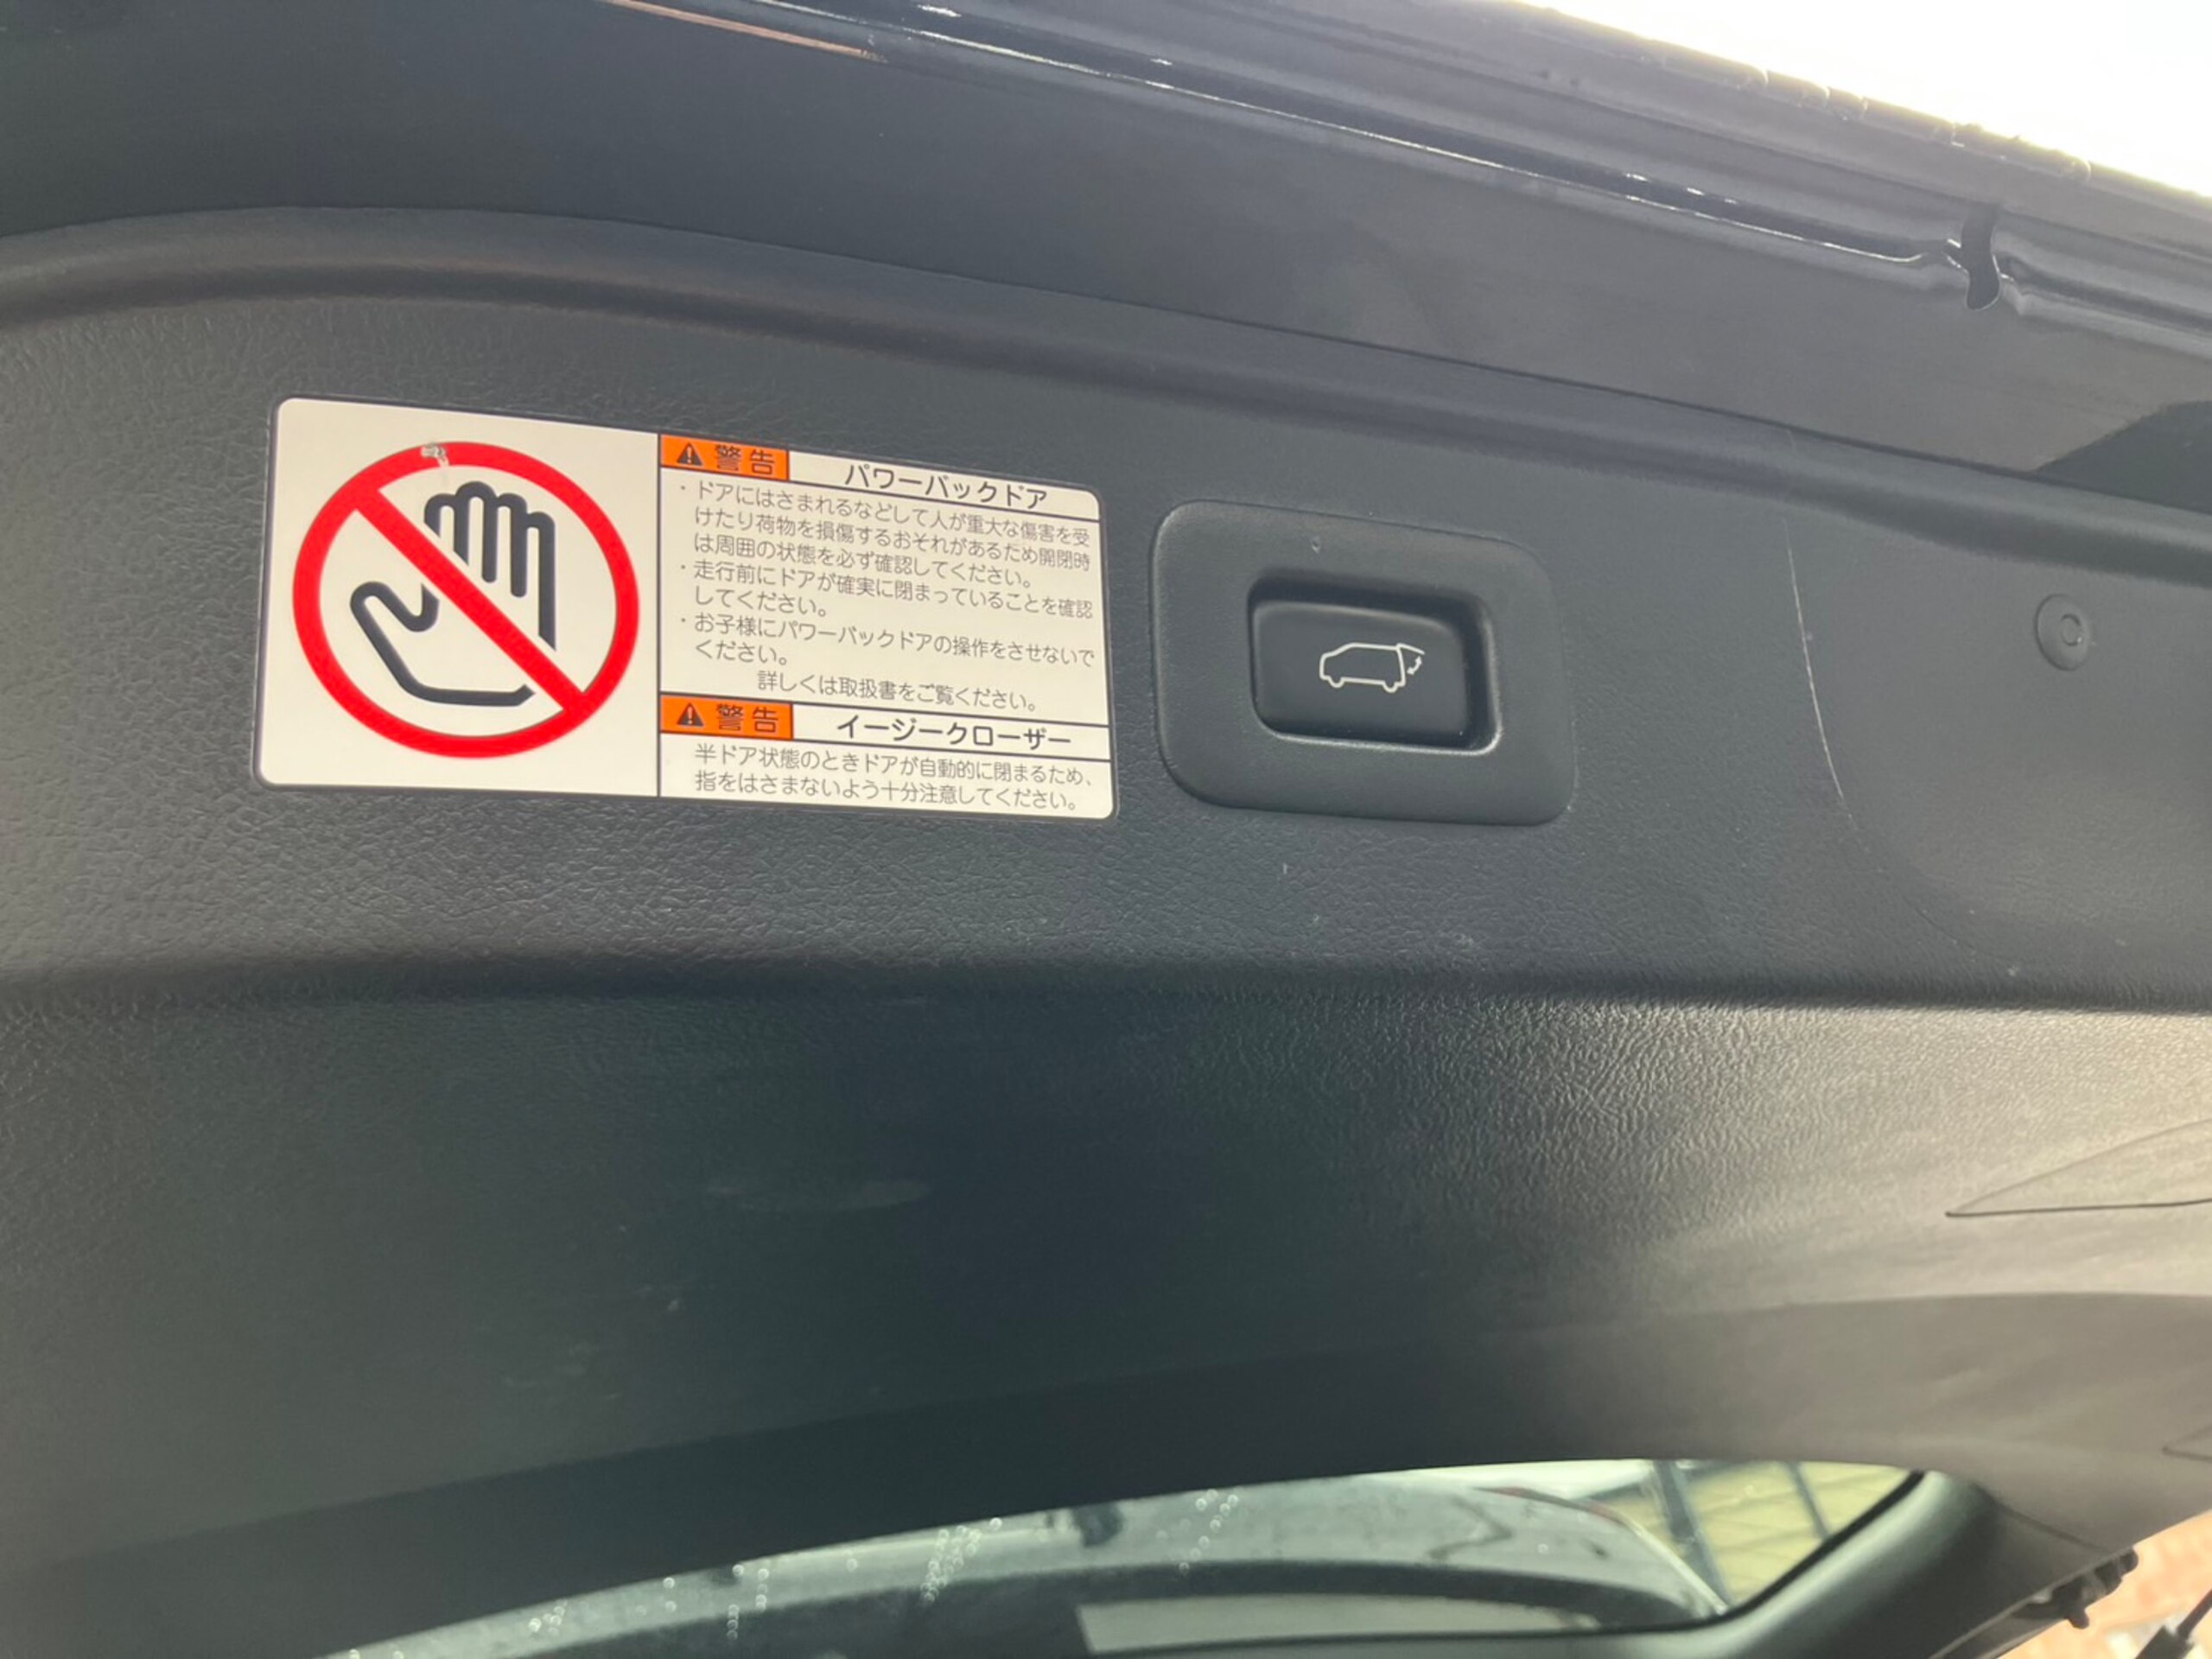 警告 パワーバックドア
・ドアにはさまれるなどして人が重大な傷害を受
けたり荷物を損傷するおそれがあるため開閉時
は周囲の状態を必ず確認してください。
・走行前にドアが確実に閉まっていることを確認
してください。
・お子様にパワーバックドアの操作をさせないで
ください。
詳しくは取扱書をご覧ください。
警告 イージークローザー
半ドア状態のときドアが自動的に閉まるため、
指をはさまないよう十分注意してください。